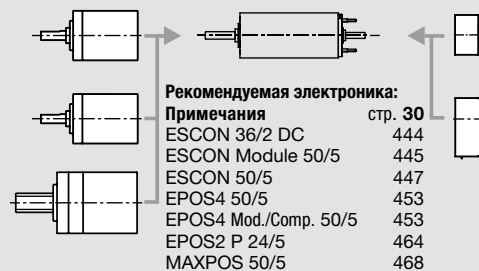 Рекомендуемая электроника:
Примечания стр. 30
ESCON 36/2 DC 444
ESCON Module 50/5 445
ESCON 50/5 447
EPOS4 50/5 453
EPOS4 Mod./Comp. 50/5 453
EPOS2 P 24/5 464
MAXPOS 50/5 468